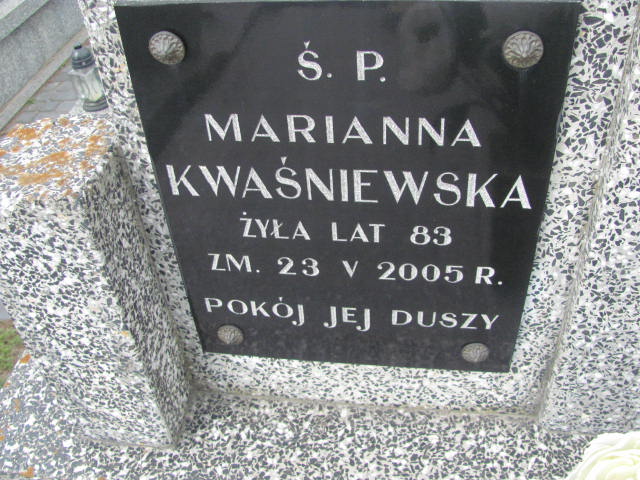 Ś. P.
MARIANNA
KWAŚNIEWSKA
ŻYŁA LAT 83
ZM. 23 V 2005 R.
POKÓJ JEJ DUSZY